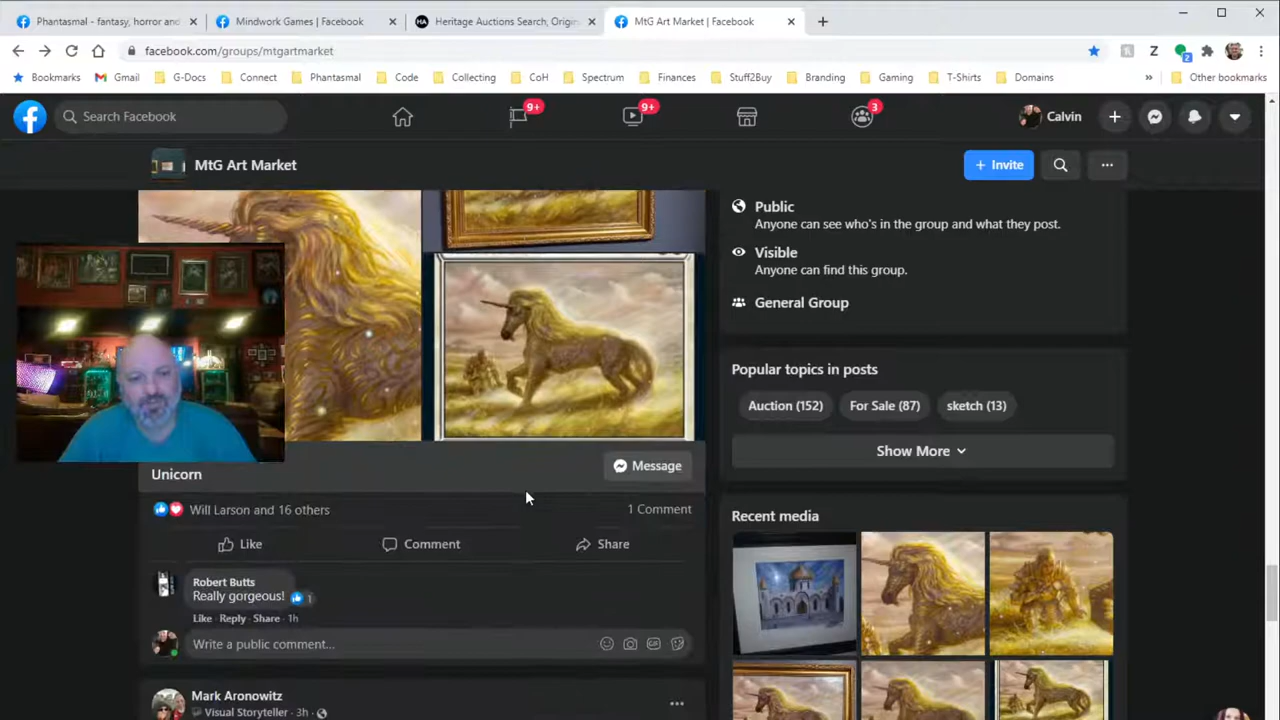 Phantasmal - fantasy, horror and
Mindwork Games | Facebook
HA
Heritage Auctions Search, Origin
MtG Art Market | Facebook
facebook.com/groups/mtgartmarket
Z
2
Bookmarks
Gmail
G-Docs
Connect
Phantasmal
Code
Collecting
CoH
Spectrum
Finances
Stuff2Buy
Branding
Gaming
T-Shirts
Domains
»
Other bookmarks
Search Facebook
9+
9+
3
Calvin
MtG Art Market
+ Invite
Public
Anyone can see who's in the group and what they post.
Visible
Anyone can find this group.
General Group
Popular topics in posts
Auction (152)
For Sale (87)
sketch (13)
Show More
Unicorn
Message
Will Larson and 16 others
1 Comment
Like
Comment
Share
Recent media
Robert Butts
Really gorgeous!
1
Like · Reply · Share · 1h
Write a public comment...
GIF
Mark Aronowitz
Visual Storyteller · 3h ·